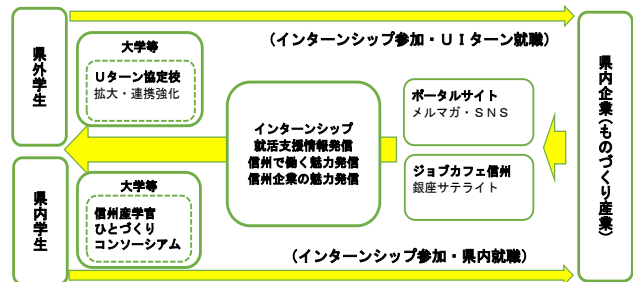 (インターンシップ参加・UIターン就職)
県外学生
大学等
Uターン協定校
拡大・連携強化
インターンシップ
就活支援情報発信
信州で働く魅力発信
信州企業の魅力発信
ポータルサイト
メルマガ・SNS
ジョブカフェ信州
銀座サテライト
県内企業(ものづくり産業)
県内学生
大学等
信州産学官
ひとづくり
コンソーシアム
(インターンシップ参加・県内就職)